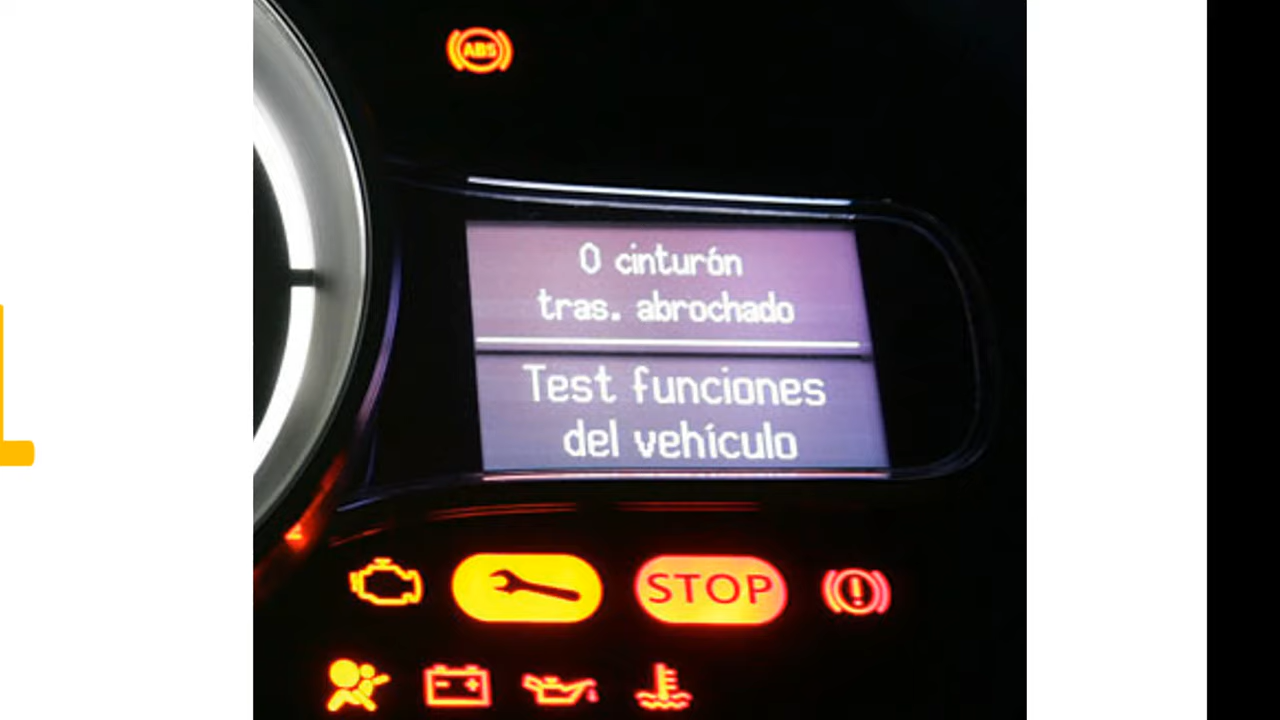 ABS
0 cinturón
tras. abrochado
Test funciones
del vehículo
STOP